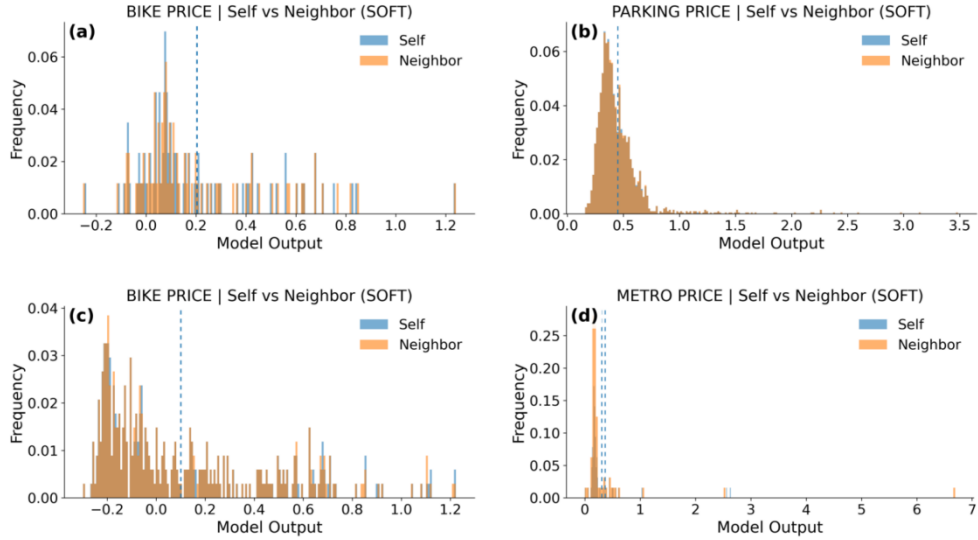 BIKE PRICE | Self vs Neighbor (SOFT)
(a)
Self
Neighbor
Frequency
0.06
0.04
0.02
0.00
−0.2 0.0 0.2 0.4 0.6 0.8 1.0 1.2
Model Output
PARKING PRICE | Self vs Neighbor (SOFT)
(b)
Self
Neighbor
Frequency
0.06
0.04
0.02
0.00
0.0 0.5 1.0 1.5 2.0 2.5 3.0 3.5
Model Output
BIKE PRICE | Self vs Neighbor (SOFT)
(c)
Self
Neighbor
Frequency
0.04
0.03
0.02
0.01
0.00
−0.2 0.0 0.2 0.4 0.6 0.8 1.0 1.2
Model Output
METRO PRICE | Self vs Neighbor (SOFT)
(d)
Self
Neighbor
Frequency
0.25
0.20
0.15
0.10
0.05
0.00
0 1 2 3 4 5 6 7
Model Output